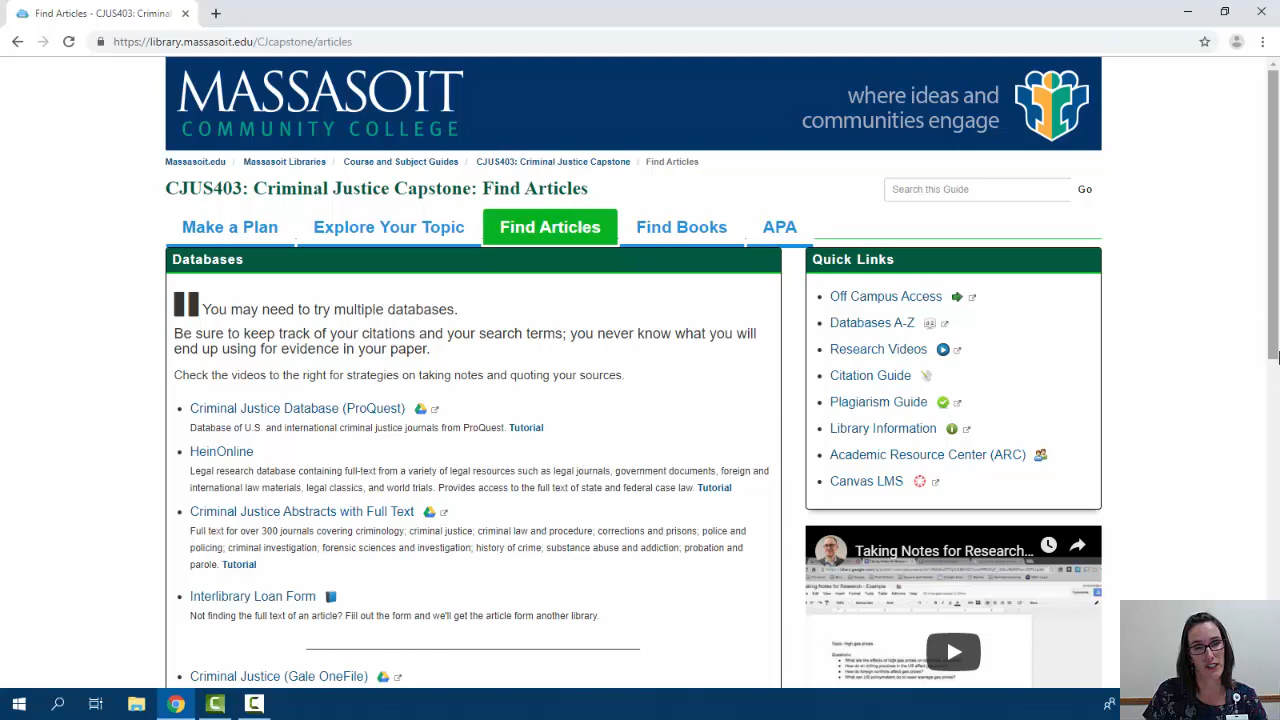 Find Articles - CJUS403: Criminal
https://library.massasoit.edu/CJcapstone/articles
MASSASOIT
COMMUNITY COLLEGE
where ideas and
communities engage
Massasoit.edu / Massasoit Libraries / Course and Subject Guides / CJUS403: Criminal Justice Capstone / Find Articles
CJUS403: Criminal Justice Capstone: Find Articles
Search this Guide Go
Make a Plan Explore Your Topic Find Articles Find Books APA
Databases
You may need to try multiple databases.
Be sure to keep track of your citations and your search terms; you never know what you will
end up using for evidence in your paper.
Check the videos to the right for strategies on taking notes and quoting your sources.
Criminal Justice Database (ProQuest)
Database of U.S. and international criminal justice journals from ProQuest. Tutorial
HeinOnline
Legal research database containing full-text from a variety of legal resources such as legal journals, government documents, foreign and
international law materials, legal classics, and world trials. Provides access to the full text of state and federal case law. Tutorial
Criminal Justice Abstracts with Full Text
Full text for over 300 journals covering criminology; criminal justice; criminal law and procedure; corrections and prisons; police and
policing; criminal investigation, forensic sciences and investigation; history of crime; substance abuse and addiction; probation and
parole. Tutorial
Interlibrary Loan Form
Not finding the full text of an article? Fill out the form and we'll get the article form another library.
Criminal Justice (Gale OneFile)
Quick Links
Off Campus Access
Databases A-Z
Research Videos
Citation Guide
Plagiarism Guide
Library Information
Academic Resource Center (ARC)
Canvas LMS
Taking Notes for Research...
Taking Notes for Research - Example
Topic- high gas prices
Questions: